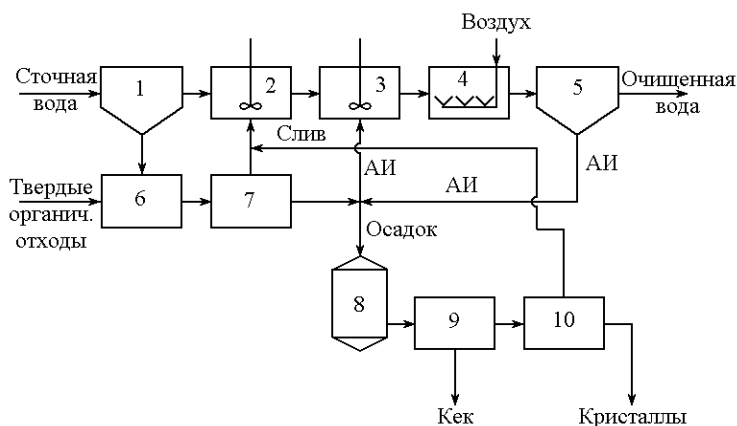 Воздух
Сточная
вода
1
2
3
4
5
Очищенная
вода
Слив
АИ
АИ
АИ
Твердые
органич.
отходы
6
7
Осадок
8
9
10
Кек
Кристаллы